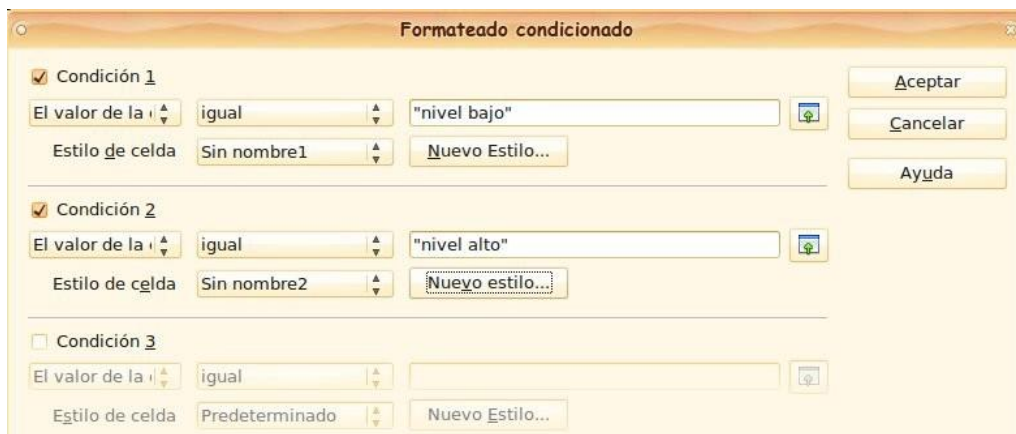 Formateado condicionado
Condición 1
Aceptar
El valor de la igual "nivel bajo"
Cancelar
Estilo de celda Sin nombre1 Nuevo Estilo...
Ayuda
Condición 2
El valor de la igual "nivel alto"
Estilo de celda Sin nombre2 Nuevo estilo...
Condición 3
El valor de la igual
Estilo de celda Predeterminado Nuevo Estilo...